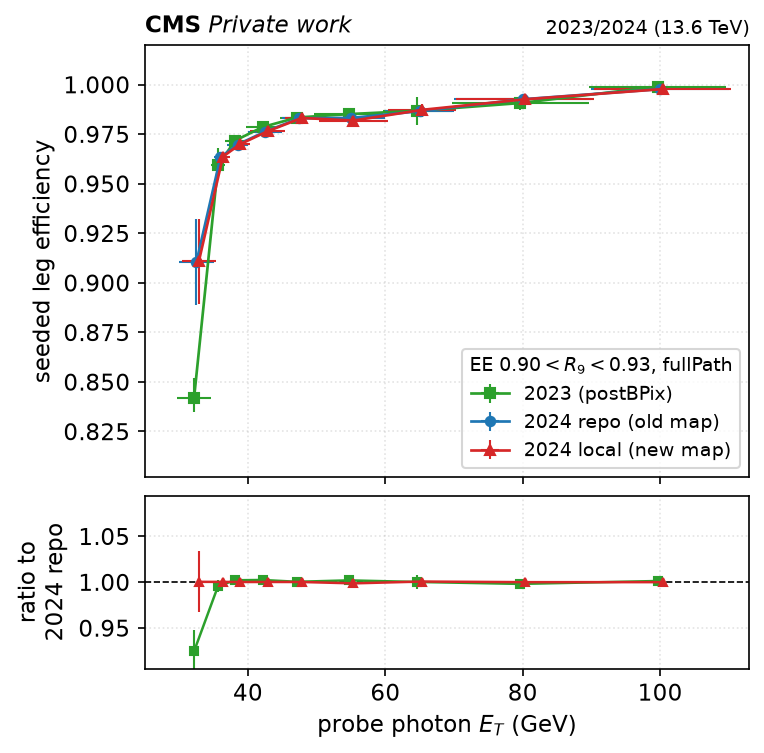 CMS Private work 2023/2024 (13.6 TeV)
seeded leg efficiency
1.000
0.975
0.950
0.925
0.900
0.875
0.850
0.825
EE 0.90 < R₉ < 0.93, fullPath
2023 (postBPix)
2024 repo (old map)
2024 local (new map)
ratio to
2024 repo
1.05
1.00
0.95
40 60 80 100
probe photon E_T (GeV)